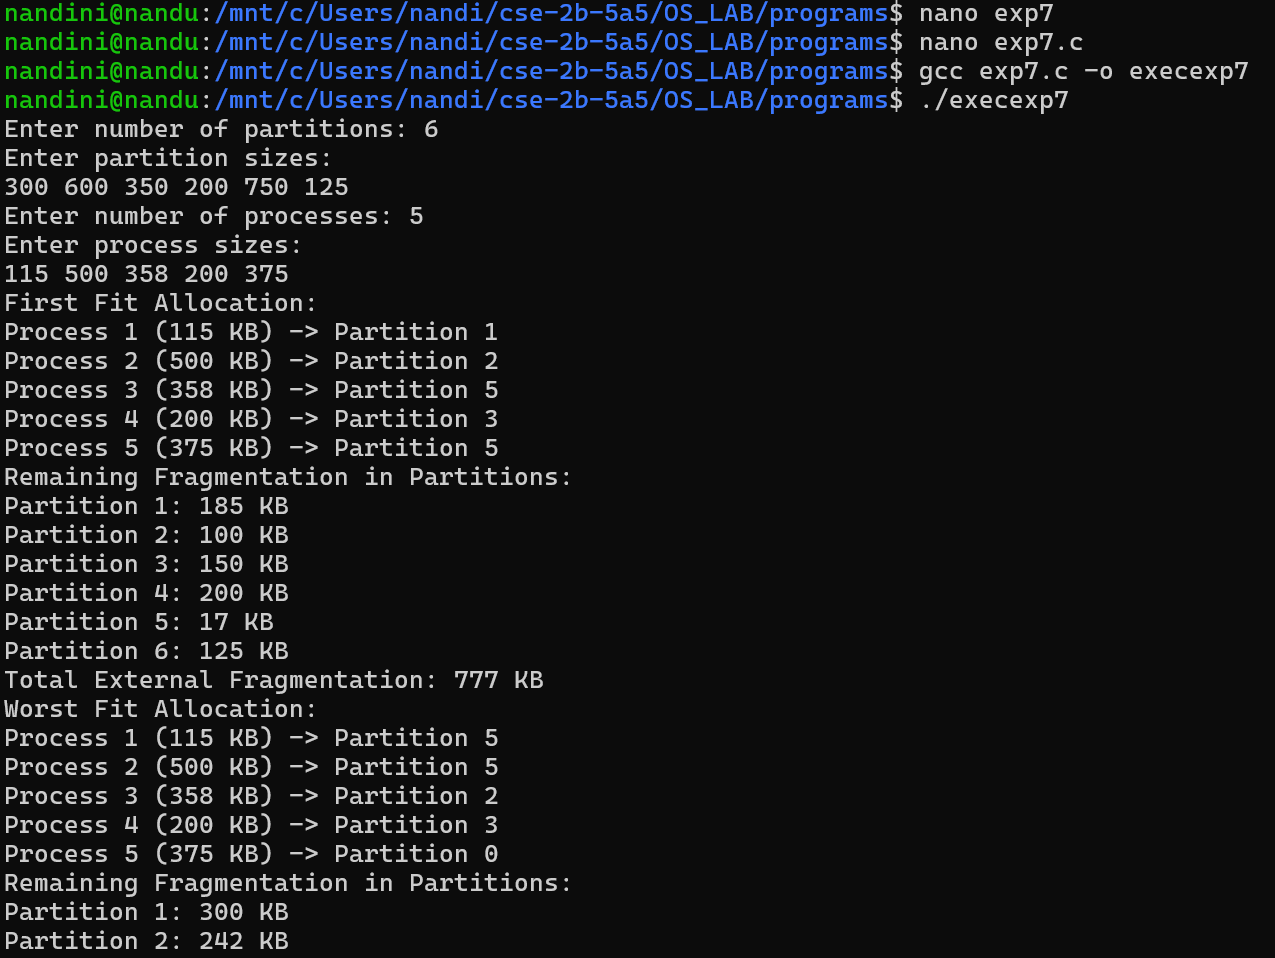 nandini@nandu:/mnt/c/Users/nandi/cse-2b-5a5/OS_LAB/programs$ nano exp7
nandini@nandu:/mnt/c/Users/nandi/cse-2b-5a5/OS_LAB/programs$ nano exp7.c
nandini@nandu:/mnt/c/Users/nandi/cse-2b-5a5/OS_LAB/programs$ gcc exp7.c -o execexp7
nandini@nandu:/mnt/c/Users/nandi/cse-2b-5a5/OS_LAB/programs$ ./execexp7
Enter number of partitions: 6
Enter partition sizes:
300 600 350 200 750 125
Enter number of processes: 5
Enter process sizes:
115 500 358 200 375
First Fit Allocation:
Process 1 (115 KB) -> Partition 1
Process 2 (500 KB) -> Partition 2
Process 3 (358 KB) -> Partition 5
Process 4 (200 KB) -> Partition 3
Process 5 (375 KB) -> Partition 5
Remaining Fragmentation in Partitions:
Partition 1: 185 KB
Partition 2: 100 KB
Partition 3: 150 KB
Partition 4: 200 KB
Partition 5: 17 KB
Partition 6: 125 KB
Total External Fragmentation: 777 KB
Worst Fit Allocation:
Process 1 (115 KB) -> Partition 5
Process 2 (500 KB) -> Partition 5
Process 3 (358 KB) -> Partition 2
Process 4 (200 KB) -> Partition 3
Process 5 (375 KB) -> Partition 0
Remaining Fragmentation in Partitions:
Partition 1: 300 KB
Partition 2: 242 KB